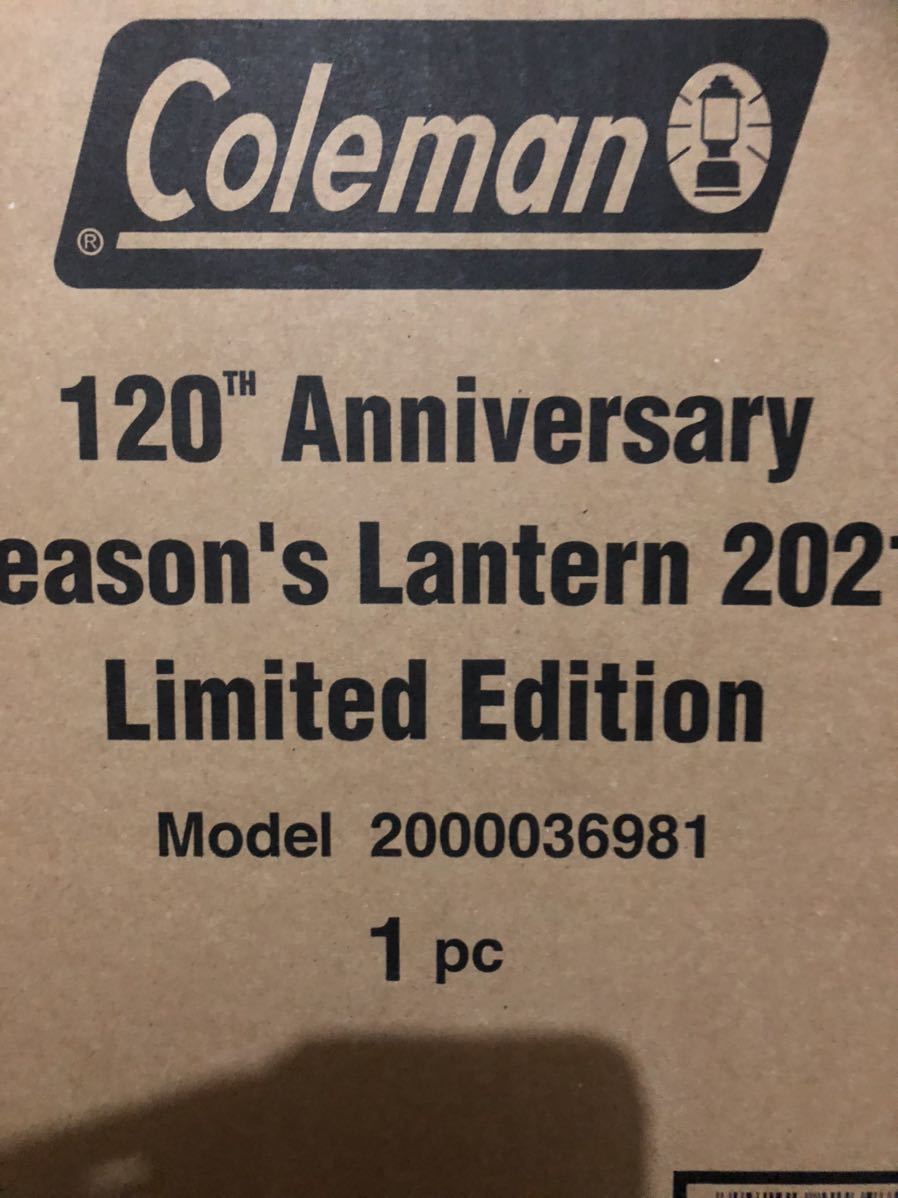 Coleman
®
120TH Anniversary
eason's Lantern 202
Limited Edition
Model 2000036981
1 pc